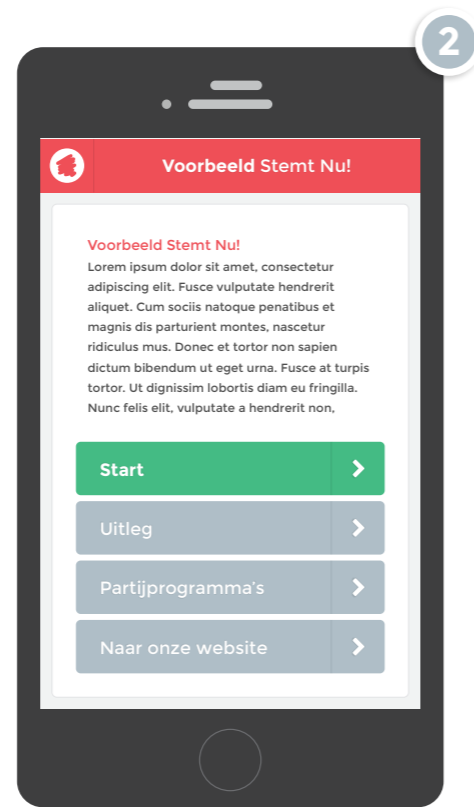 2
Voorbeeld Stemt Nu!
Voorbeeld Stemt Nu!
Lorem ipsum dolor sit amet, consectetur
adipiscing elit. Fusce vulputate hendrerit
aliquet. Cum sociis natoque penatibus et
magnis dis parturient montes, nascetur
ridiculus mus. Donec et tortor non sapien
dictum bibendum ut eget urna. Fusce at turpis
tortor. Ut dignissim lobortis diam eu fringilla.
Nunc felis elit, vulputate a hendrerit non,
Start
Uitleg
Partijprogramma's
Naar onze website